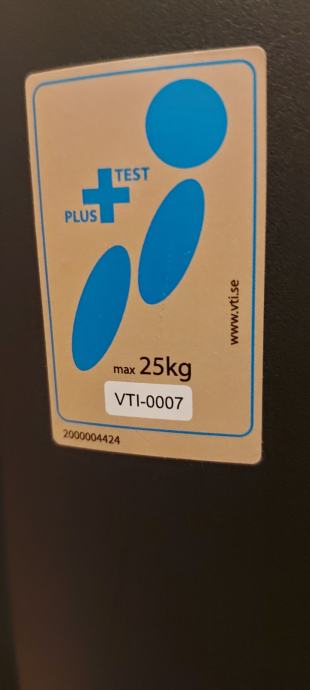 TEST
PLUS
www.vti.se
max 25kg
VTI-0007
2000004424